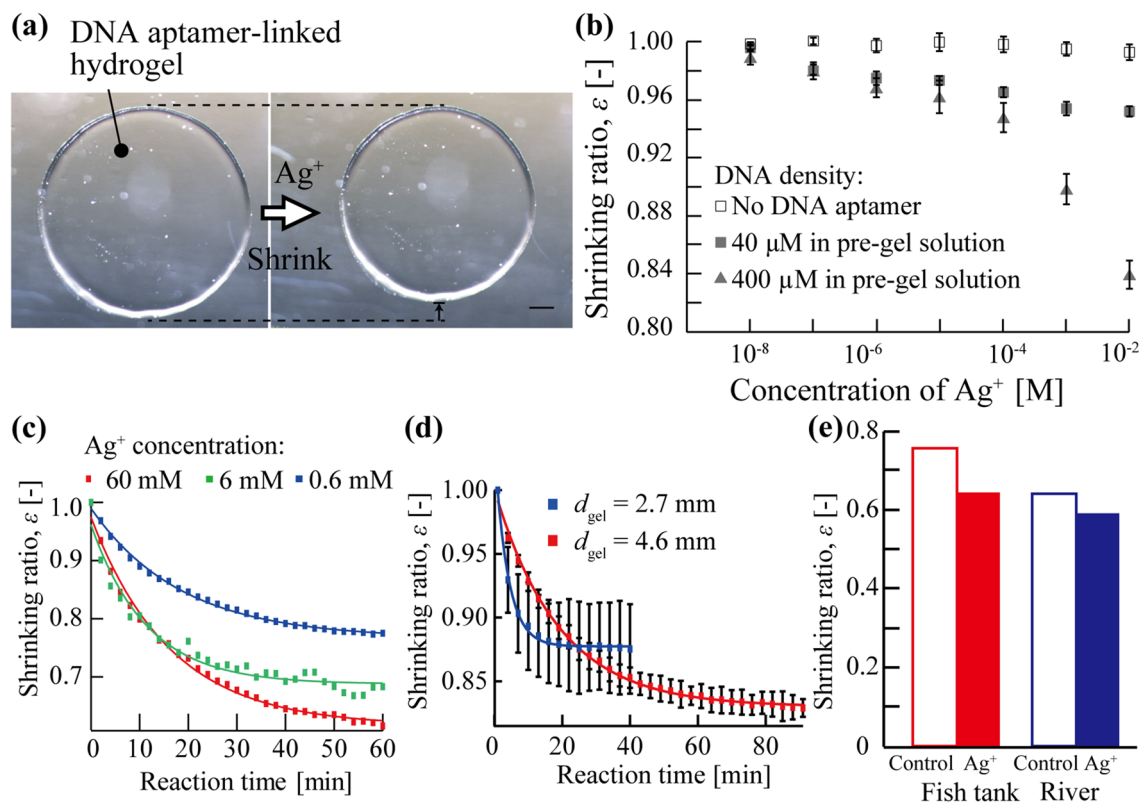 (a)
DNA aptamer-linked
hydrogel
Ag⁺
Shrink
(b)
Shrinking ratio, ε [-]
1.00
0.96
0.92
0.88
0.84
0.80
DNA density:
No DNA aptamer
40 µM in pre-gel solution
400 µM in pre-gel solution
10⁻⁸ 10⁻⁶ 10⁻⁴ 10⁻²
Concentration of Ag⁺ [M]
(c)
Ag⁺ concentration:
60 mM 6 mM 0.6 mM
Shrinking ratio, ε [-]
1.0
0.9
0.8
0.7
0 10 20 30 40 50 60
Reaction time [min]
(d)
Shrinking ratio, ε [-]
1.00
0.95
0.90
0.85
d gel = 2.7 mm
d gel = 4.6 mm
0 20 40 60 80
Reaction time [min]
(e)
Shrinking ratio, ε [-]
0.8
0.6
0.4
0.2
0
Control Ag⁺ Control Ag⁺
Fish tank River